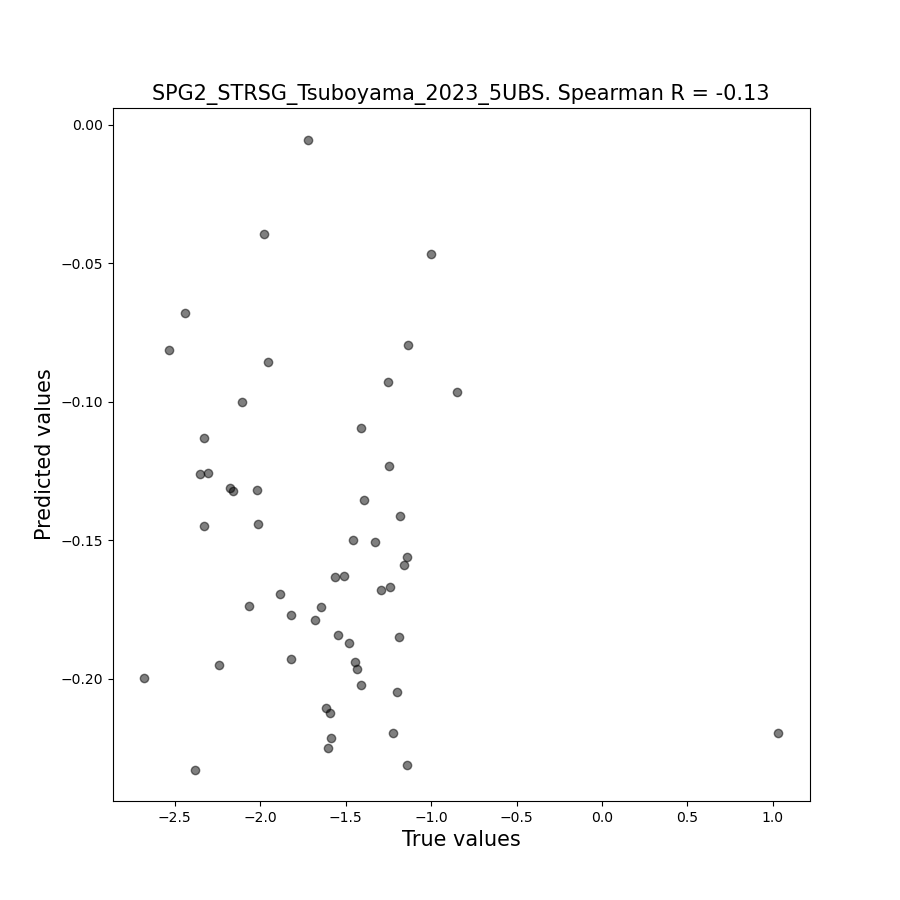 SPG2_STRSG_Tsuboyama_2023_5UBS. Spearman R = -0.13
0.00
−0.05
−0.10
−0.15
−0.20
Predicted values
−2.5 −2.0 −1.5 −1.0 −0.5 0.0 0.5 1.0
True values